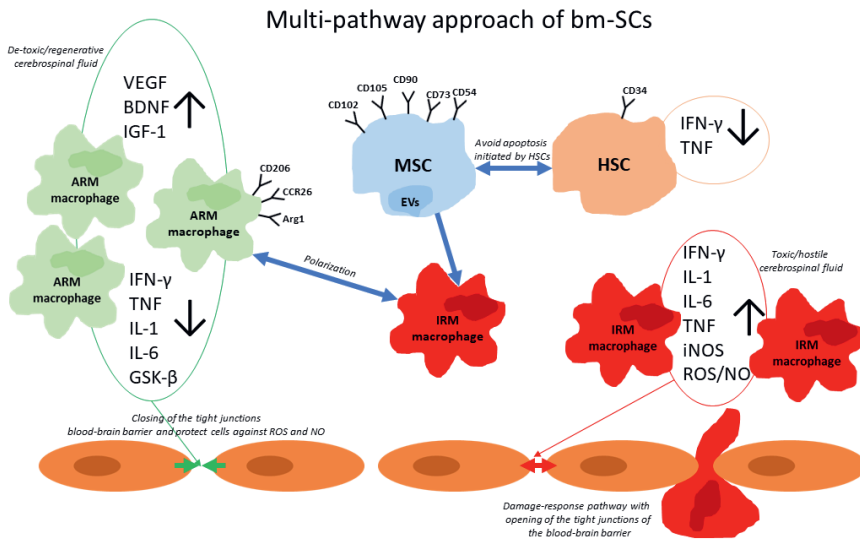 Multi-pathway approach of bm-SCs
De-toxic/regenerative
cerebrospinal fluid
VEGF
BDNF
IGF-1
ARM
macrophage
CD206
CCR26
Arg1
ARM
macrophage
ARM
macrophage
IFN-γ
TNF
IL-1
IL-6
GSK-β
Polarization
CD102
CD105
CD90
CD73
CD54
MSC
EVs
Avoid apoptosis
initiated by HSCs
CD34
HSC
IFN-γ
TNF
IRM
macrophage
Toxic/hostile
cerebrospinal fluid
IFN-γ
IL-1
IL-6
TNF
iNOS
ROS/NO
IRM
macrophage
IRM
macrophage
Closing of the tight junctions
blood-brain barrier and protect cells against ROS and NO
Damage-response pathway with
opening of the tight junctions of
the blood-brain barrier